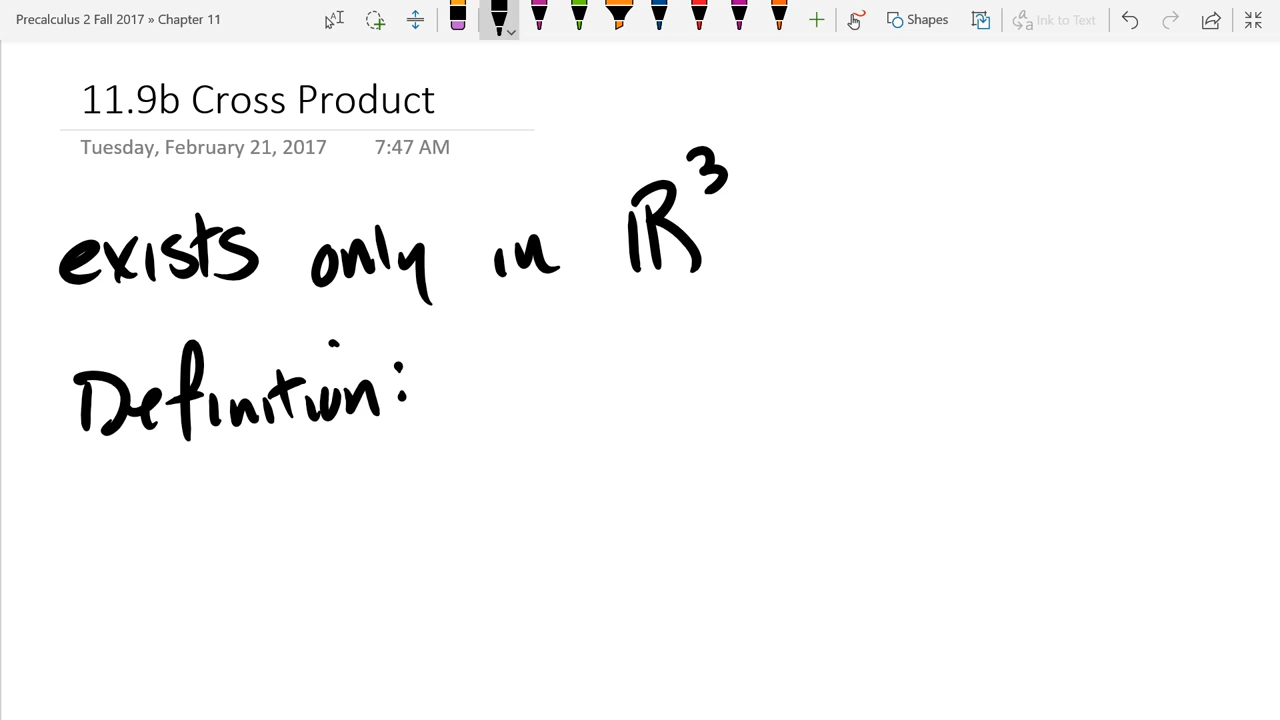 Precalculus 2 Fall 2017 » Chapter 11
Shapes
Ink to Text
11.9b Cross Product
Tuesday, February 21, 2017 7:47 AM
exists only in ℝ³
Definition: